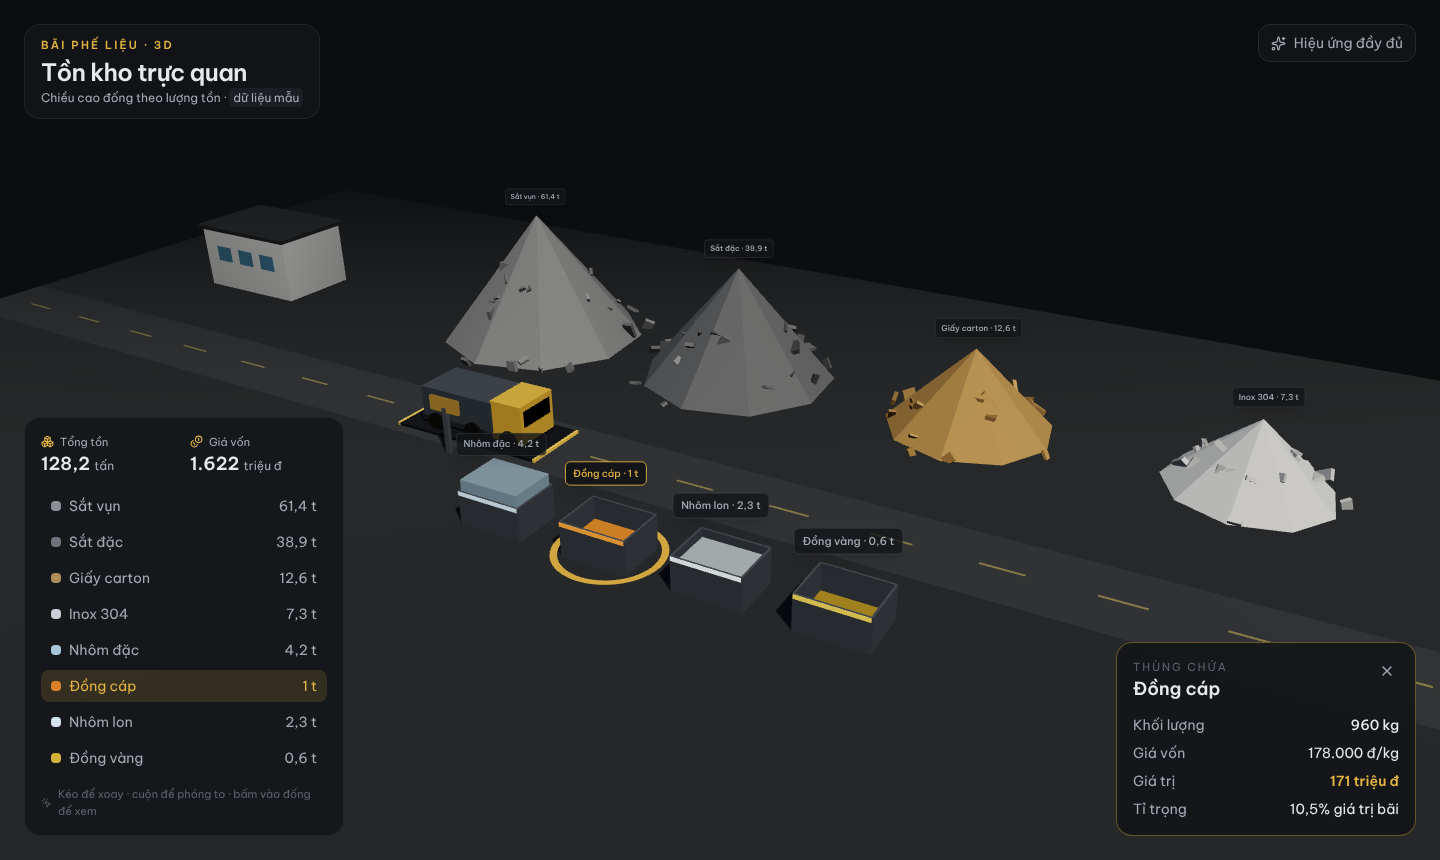 BÃI PHẾ LIỆU · 3D
Tồn kho trực quan
Chiều cao đống theo lượng tồn · dữ liệu mẫu
Hiệu ứng đầy đủ
Sắt vụn · 61,4 t
Sắt đặc · 38,9 t
Giấy carton · 12,6 t
Inox 304 · 7,3 t
Nhôm đặc · 4,2 t
Đồng cáp · 1 t
Nhôm lon · 2,3 t
Đồng vàng · 0,6 t
Tổng tồn
128,2 tấn
Giá vốn
1.622 triệu đ
Sắt vụn 61,4 t
Sắt đặc 38,9 t
Giấy carton 12,6 t
Inox 304 7,3 t
Nhôm đặc 4,2 t
Đồng cáp 1 t
Nhôm lon 2,3 t
Đồng vàng 0,6 t
Kéo để xoay · cuộn để phóng to · bấm vào đống
để xem
THÙNG CHỨA
Đồng cáp
Khối lượng 960 kg
Giá vốn 178.000 đ/kg
Giá trị 171 triệu đ
Tỉ trọng 10,5% giá trị bãi